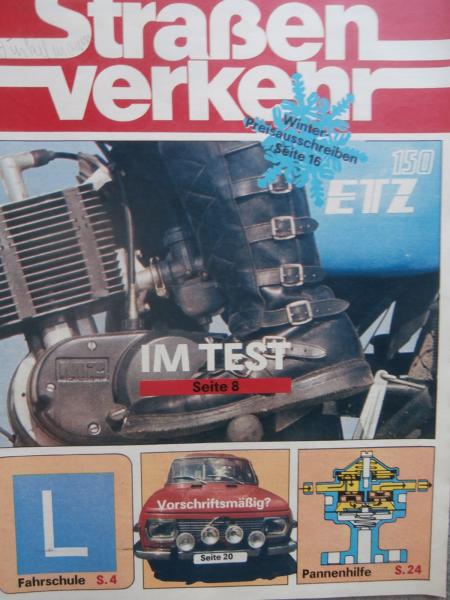 Straßen
verkehr
Winter-
Preisausschreiben
Seite 16
150
ETZ
IM TEST
Seite 8
L
Fahrschule S.4
Vorschriftsmäßig?
Seite 20
Pannenhilfe S.24